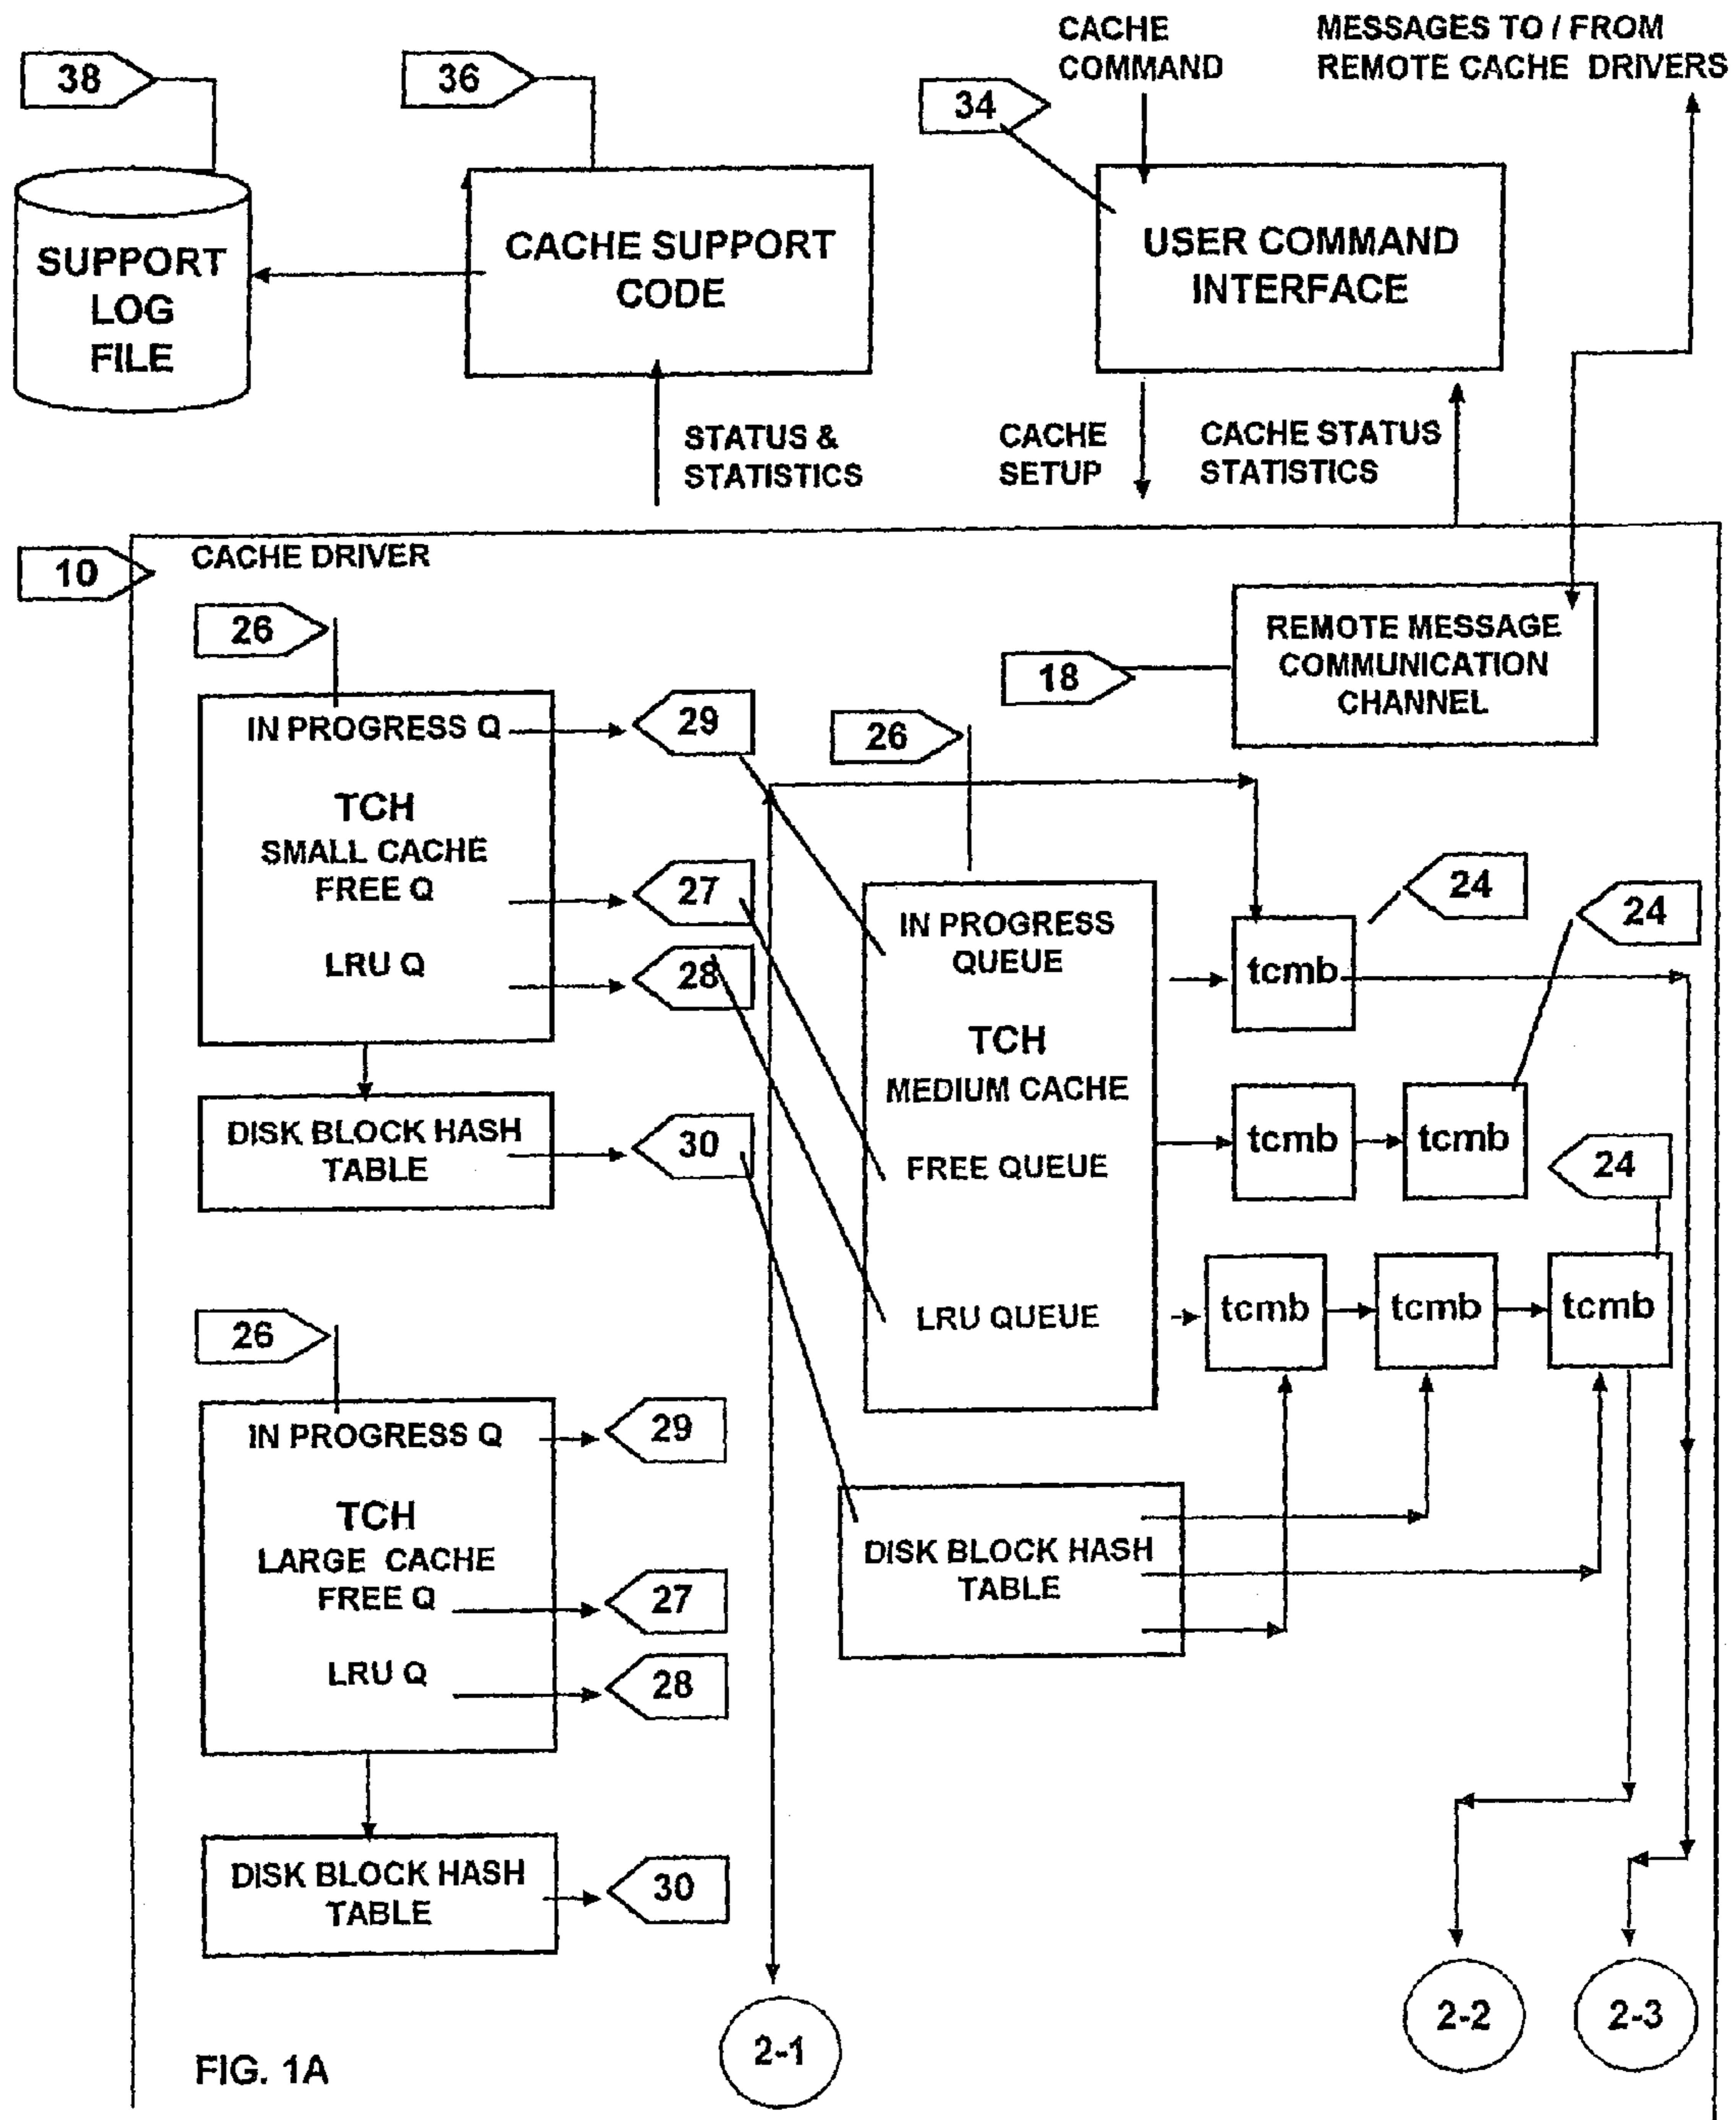 CACHE
COMMAND
MESSAGES TO / FROM
REMOTE CACHE DRIVERS
38
36
34
SUPPORT
LOG
FILE
CACHE SUPPORT
CODE
USER COMMAND
INTERFACE
STATUS &
STATISTICS
CACHE
SETUP
CACHE STATUS
STATISTICS
10
CACHE DRIVER
26
REMOTE MESSAGE
COMMUNICATION
CHANNEL
18
IN PROGRESS Q
TCH
SMALL CACHE
FREE Q
LRU Q
29
27
28
DISK BLOCK HASH
TABLE
30
26
IN PROGRESS
QUEUE
TCH
MEDIUM CACHE
FREE QUEUE
LRU QUEUE
24
24
tcmb
tcmb
tcmb
24
tcmb
tcmb
tcmb
26
IN PROGRESS Q
TCH
LARGE CACHE
FREE Q
LRU Q
29
27
28
DISK BLOCK HASH
TABLE
DISK BLOCK HASH
TABLE
30
2-1
2-2
2-3
FIG. 1A